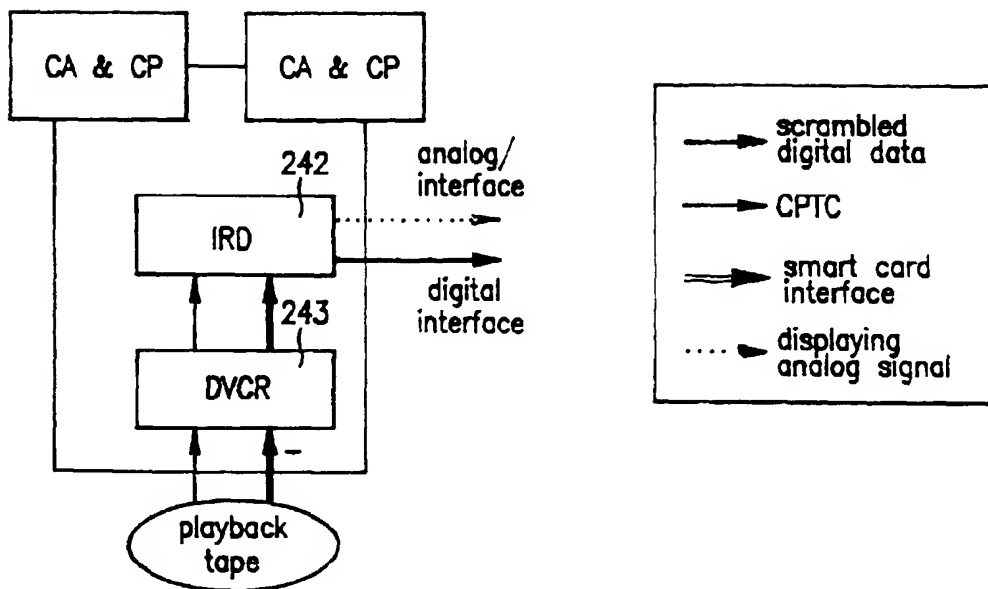 CA & CP
CA & CP
242
analog/
interface
IRD
digital
interface
243
DVCR
playback
tape
scrambled
digital data
CPTC
smart card
interface
displaying
analog signal